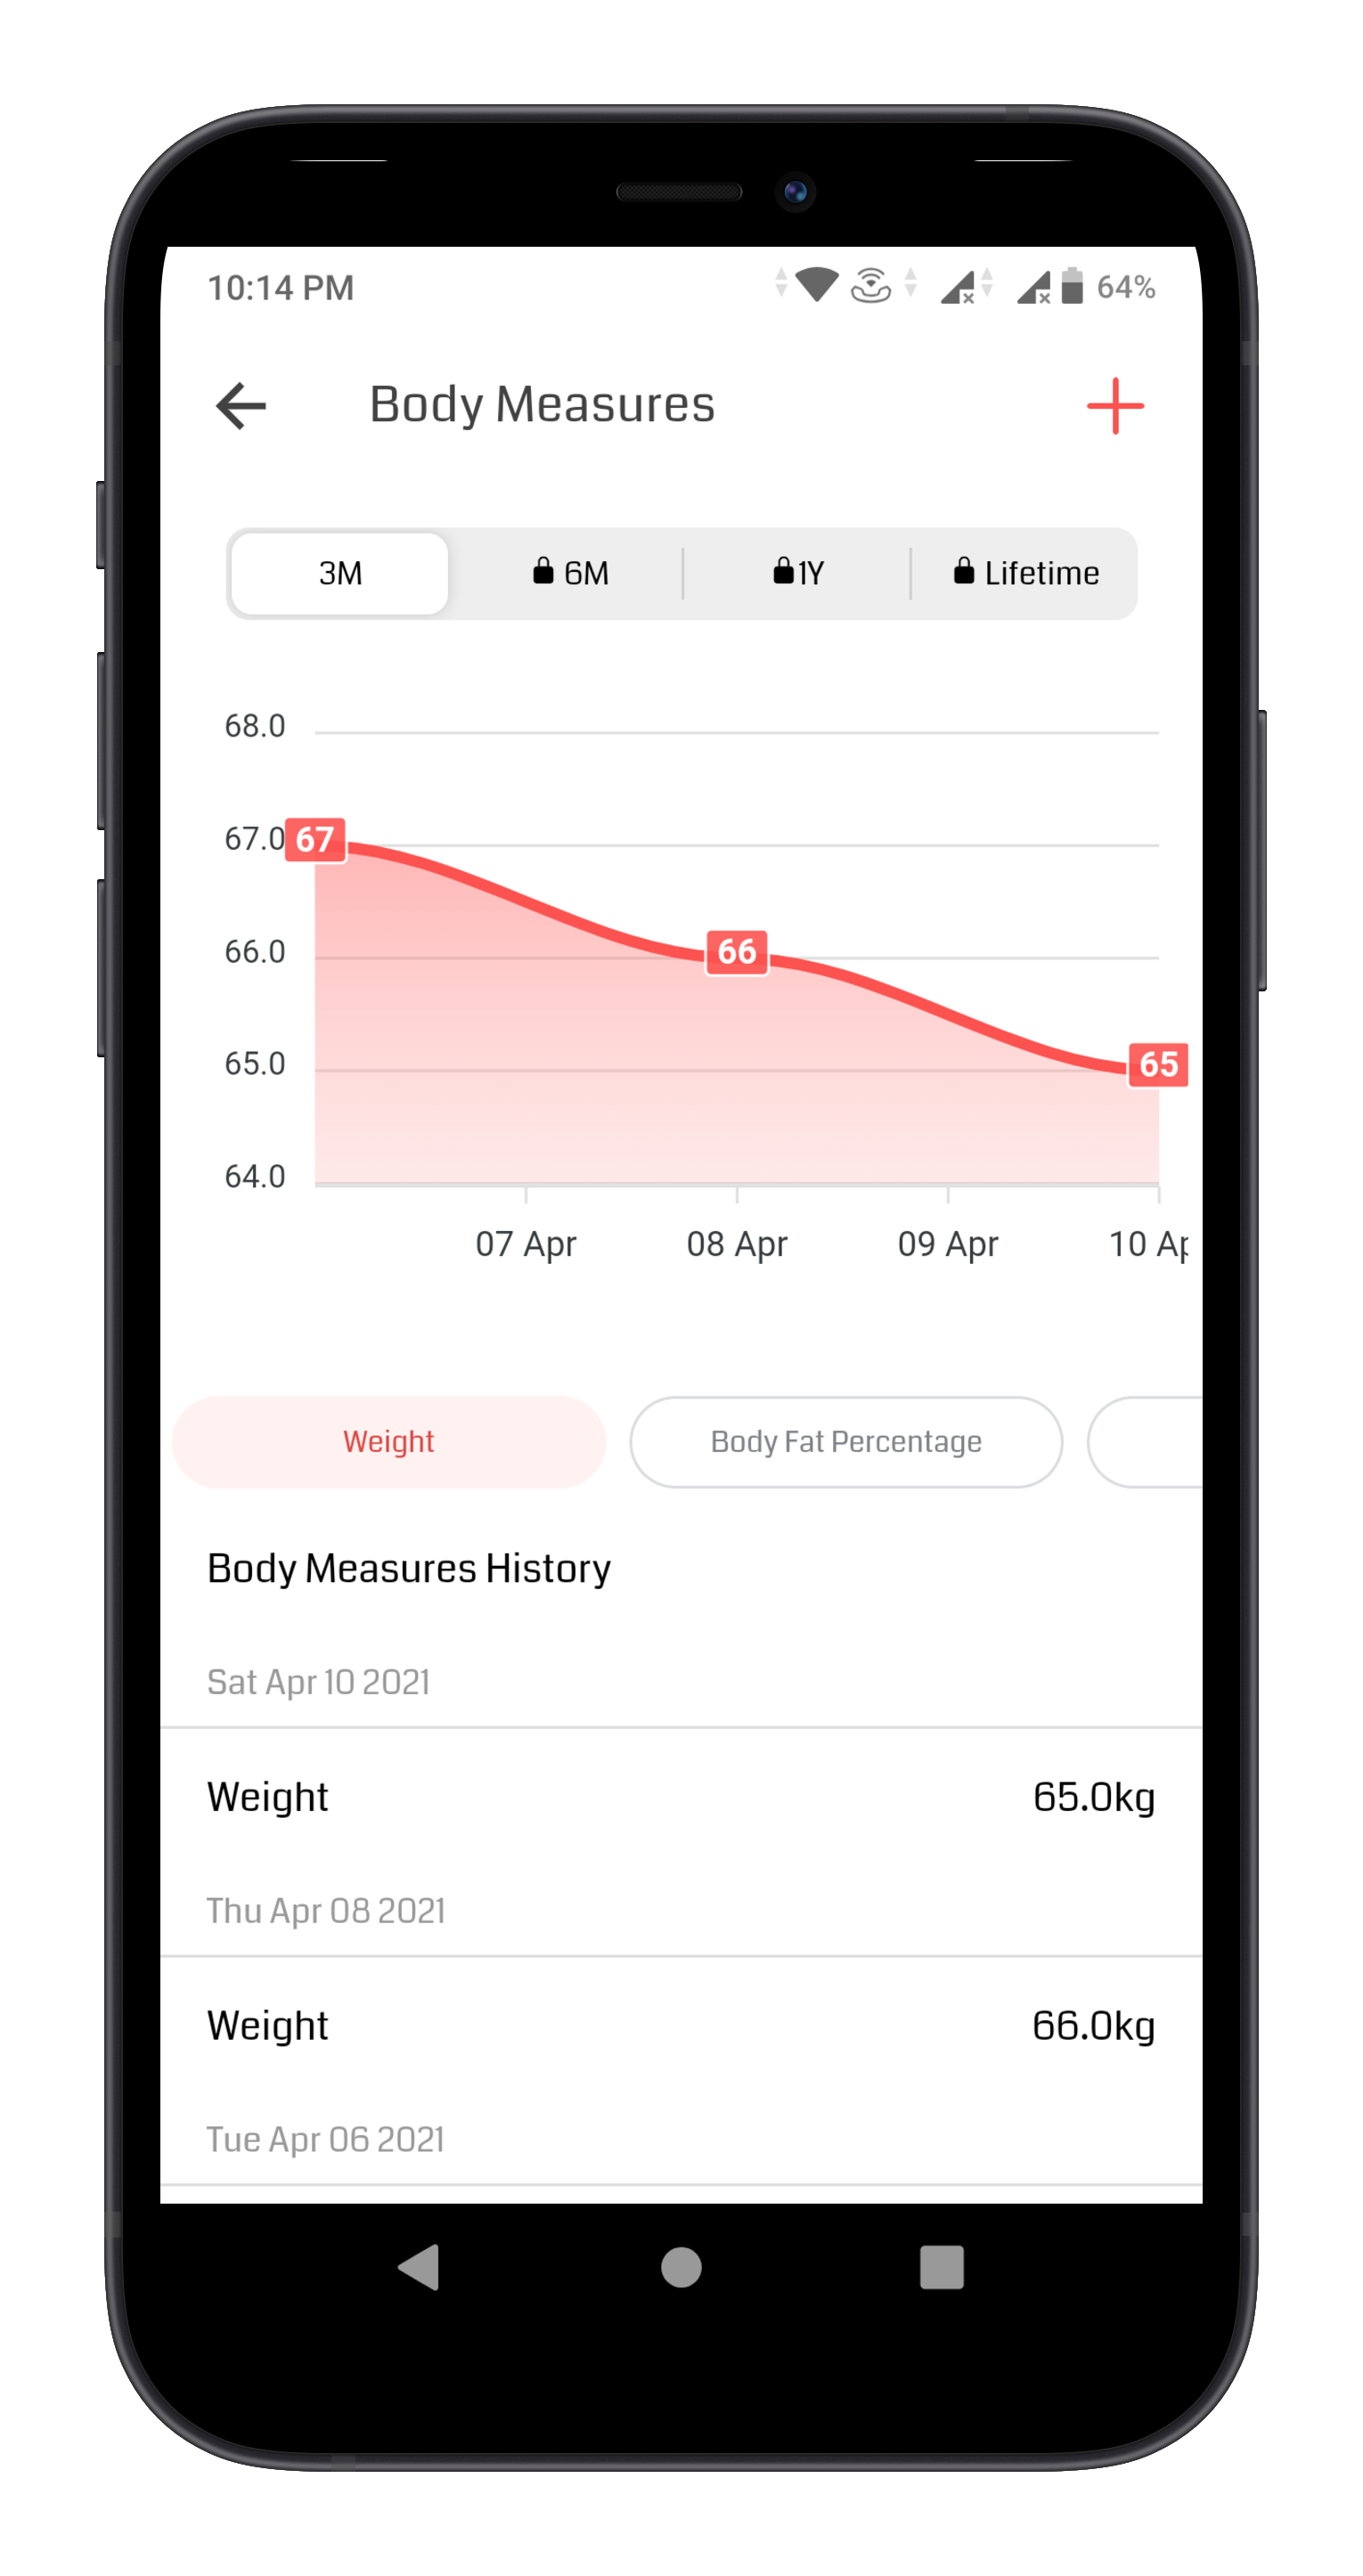 10:14 PM 64%
Body Measures
3M 6M 1Y Lifetime
68.0
67.0 67
66.0 66
65.0 65
64.0
07 Apr 08 Apr 09 Apr 10 Ap
Weight Body Fat Percentage
Body Measures History
Sat Apr 10 2021
Weight 65.0kg
Thu Apr 08 2021
Weight 66.0kg
Tue Apr 06 2021